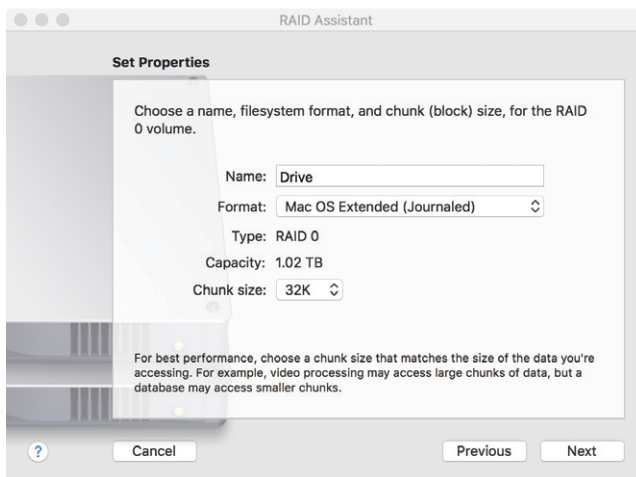 RAID Assistant
Set Properties
Choose a name, filesystem format, and chunk (block) size, for the RAID
0 volume.
Name: Drive
Format: Mac OS Extended (Journaled)
Type: RAID 0
Capacity: 1.02 TB
Chunk size: 32K
For best performance, choose a chunk size that matches the size of the data you're
accessing. For example, video processing may access large chunks of data, but a
database may access smaller chunks.
? Cancel Previous Next